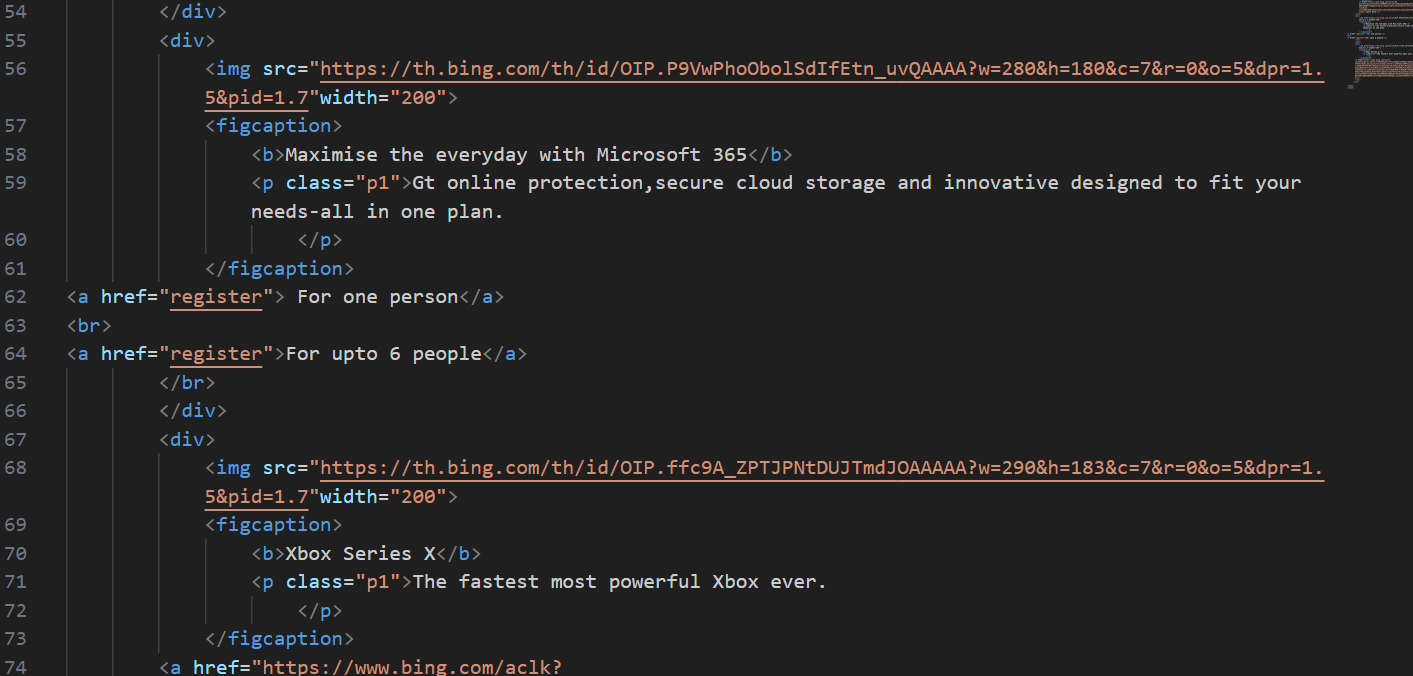 54 </div>
55 <div>
56 <img src="https://th.bing.com/th/id/OIP.P9VwPhoObolSdIfEtn_uvQAAAA?w=280&h=180&c=7&r=0&o=5&dpr=1.
5&pid=1.7"width="200">
57 <figcaption>
58 <b>Maximise the everyday with Microsoft 365</b>
59 <p class="p1">Gt online protection,secure cloud storage and innovative designed to fit your
needs-all in one plan.
60 </p>
61 </figcaption>
62 <a href="register"> For one person</a>
63 <br>
64 <a href="register">For upto 6 people</a>
65 </br>
66 </div>
67 <div>
68 <img src="https://th.bing.com/th/id/OIP.ffc9A_ZPTJPNtDUJTmdJOAAAAA?w=290&h=183&c=7&r=0&o=5&dpr=1.
5&pid=1.7"width="200">
69 <figcaption>
70 <b>Xbox Series X</b>
71 <p class="p1">The fastest most powerful Xbox ever.
72 </p>
73 </figcaption>
74 <a href="https://www.bing.com/aclk?